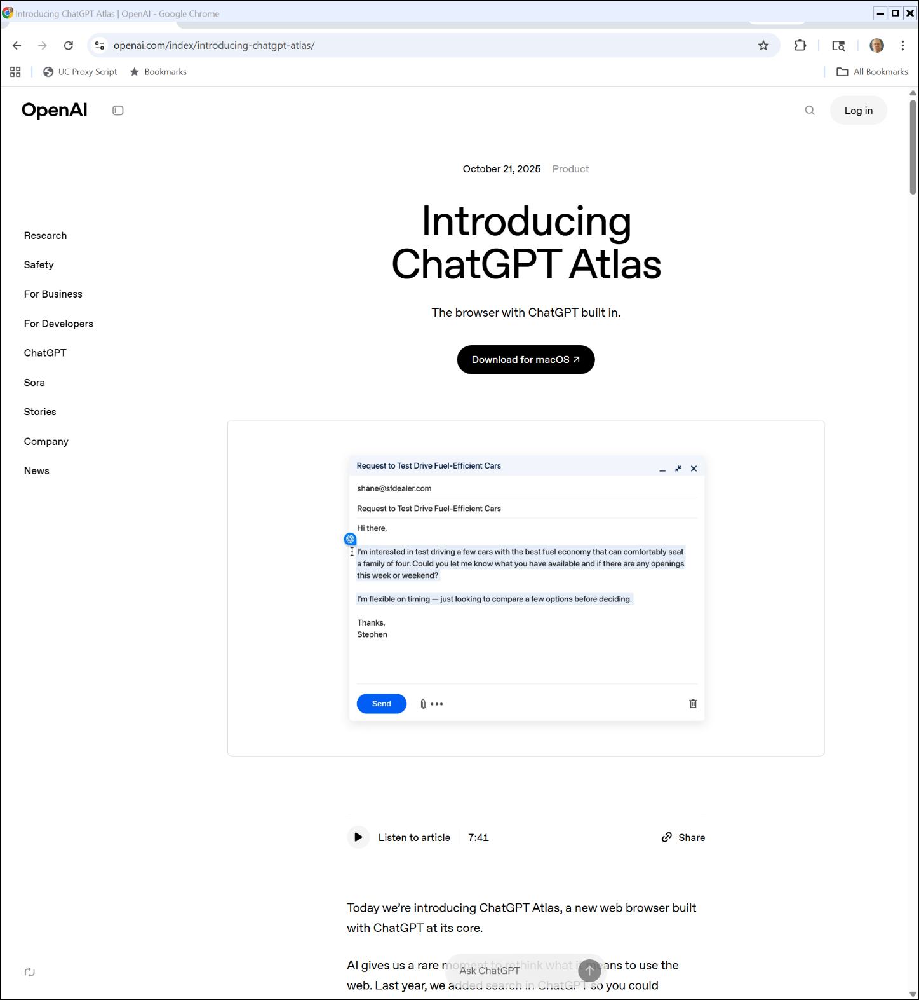 Introducing ChatGPT Atlas | OpenAI - Google Chrome
openai.com/index/introducing-chatgpt-atlas/
UC Proxy Script
Bookmarks
All Bookmarks
OpenAI
Log in
October 21, 2025 Product
Introducing
ChatGPT Atlas
The browser with ChatGPT built in.
Download for macOS ↗
Research
Safety
For Business
For Developers
ChatGPT
Sora
Stories
Company
News
Request to Test Drive Fuel-Efficient Cars
shane@sfdealer.com
Request to Test Drive Fuel-Efficient Cars
Hi there,
I'm interested in test driving a few cars with the best fuel economy that can comfortably seat
a family of four. Could you let me know what you have available and if there are any openings
this week or weekend?
I'm flexible on timing — just looking to compare a few options before deciding.
Thanks,
Stephen
Send
Listen to article 7:41
Share
Today we’re introducing ChatGPT Atlas, a new web browser built
with ChatGPT at its core.
AI gives us a rare moment to rethink what it means to use the
Ask ChatGPT
web. Last year, we added search in ChatGPT so you could